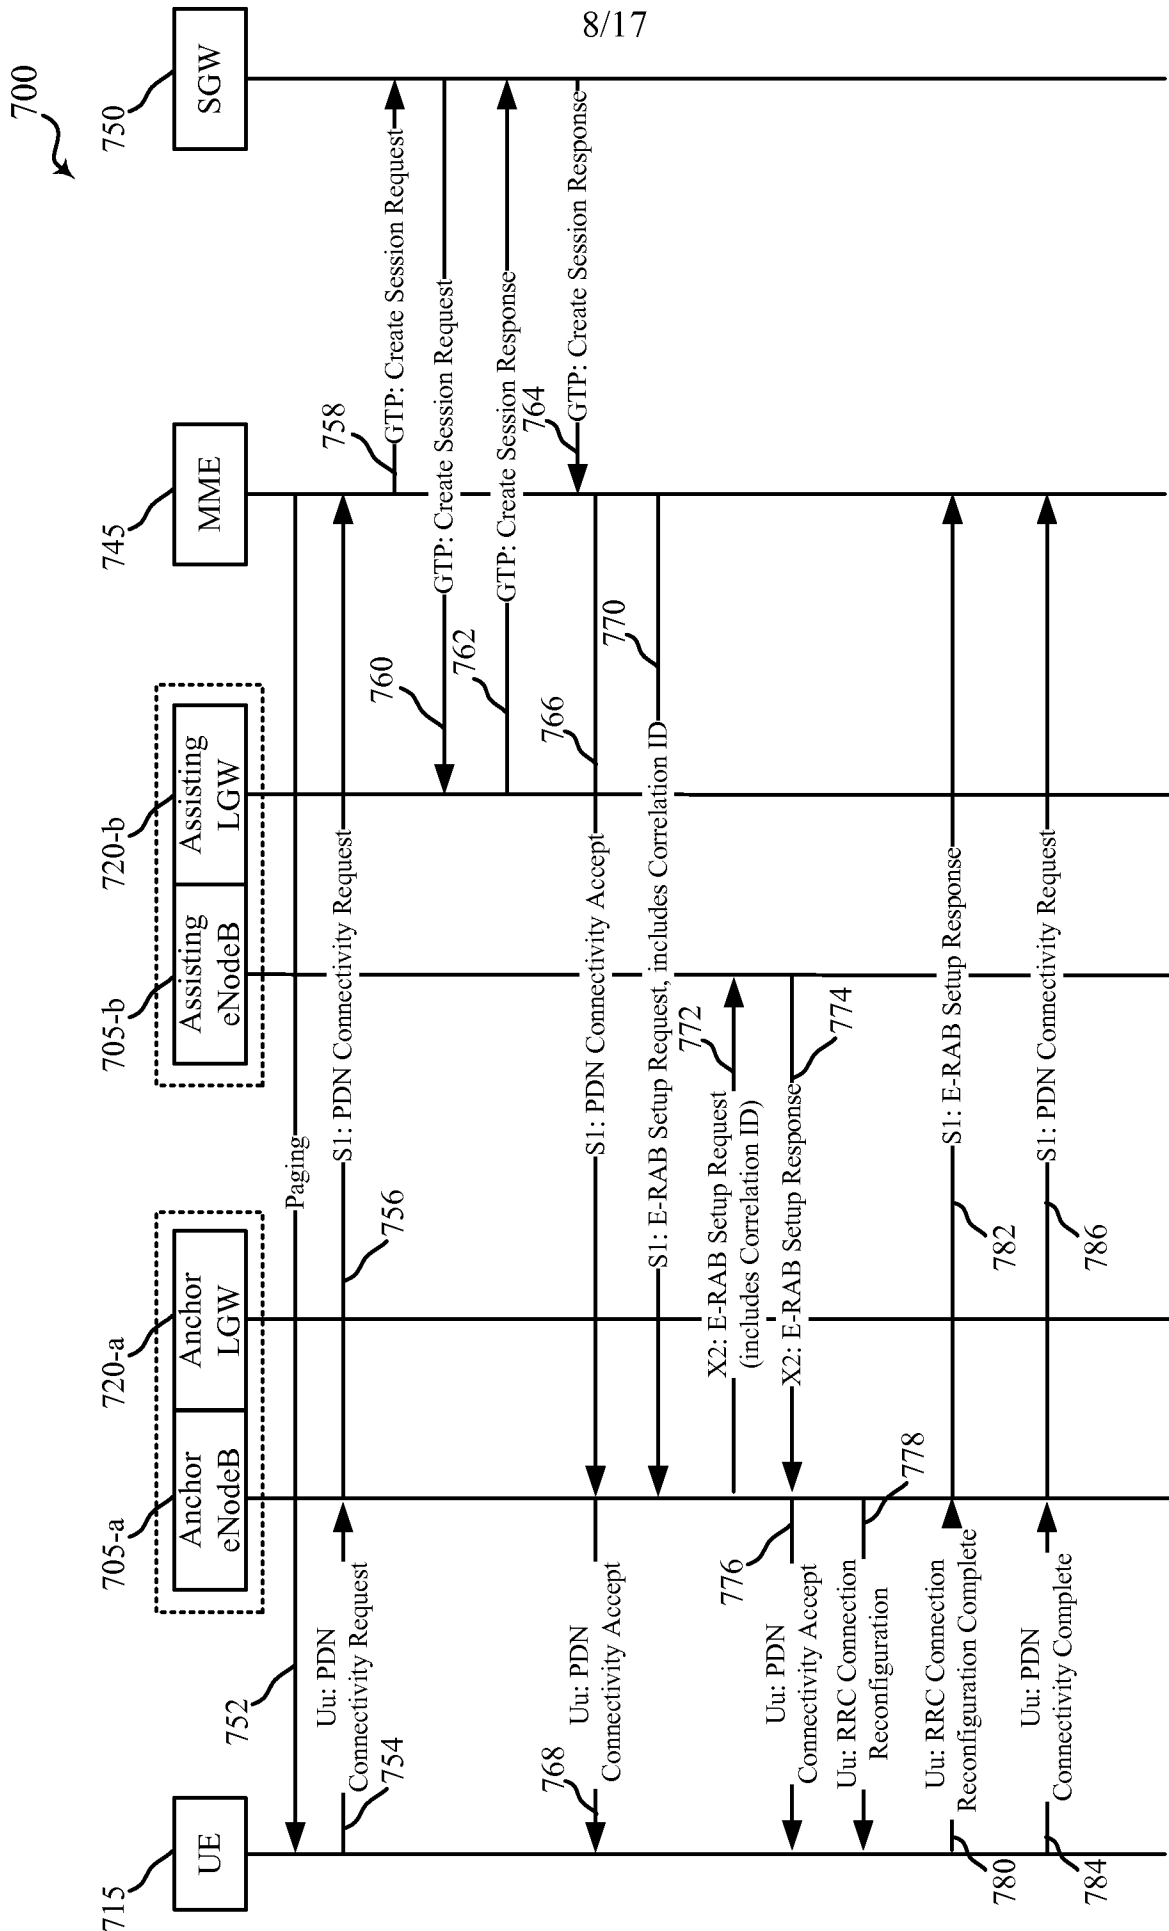 8/17
700
715
UE
705-a
Anchor
eNodeB
720-a
Anchor
LGW
705-b
Assisting
eNodeB
720-b
Assisting
LGW
745
MME
750
SGW
752
Paging
754
Uu: PDN
Connectivity Request
756
S1: PDN Connectivity Request
758
GTP: Create Session Request
760
GTP: Create Session Request
762
GTP: Create Session Response
764
GTP: Create Session Response
766
S1: PDN Connectivity Accept
768
Uu: PDN
Connectivity Accept
770
S1: E-RAB Setup Request, includes Correlation ID
772
X2: E-RAB Setup Request
(includes Correlation ID)
774
X2: E-RAB Setup Response
776
Uu: PDN
Connectivity Accept
778
Uu: RRC Connection
Reconfiguration
780
Uu: RRC Connection
Reconfiguration Complete
782
S1: E-RAB Setup Response
784
Uu: PDN
Connectivity Complete
786
S1: PDN Connectivity Request